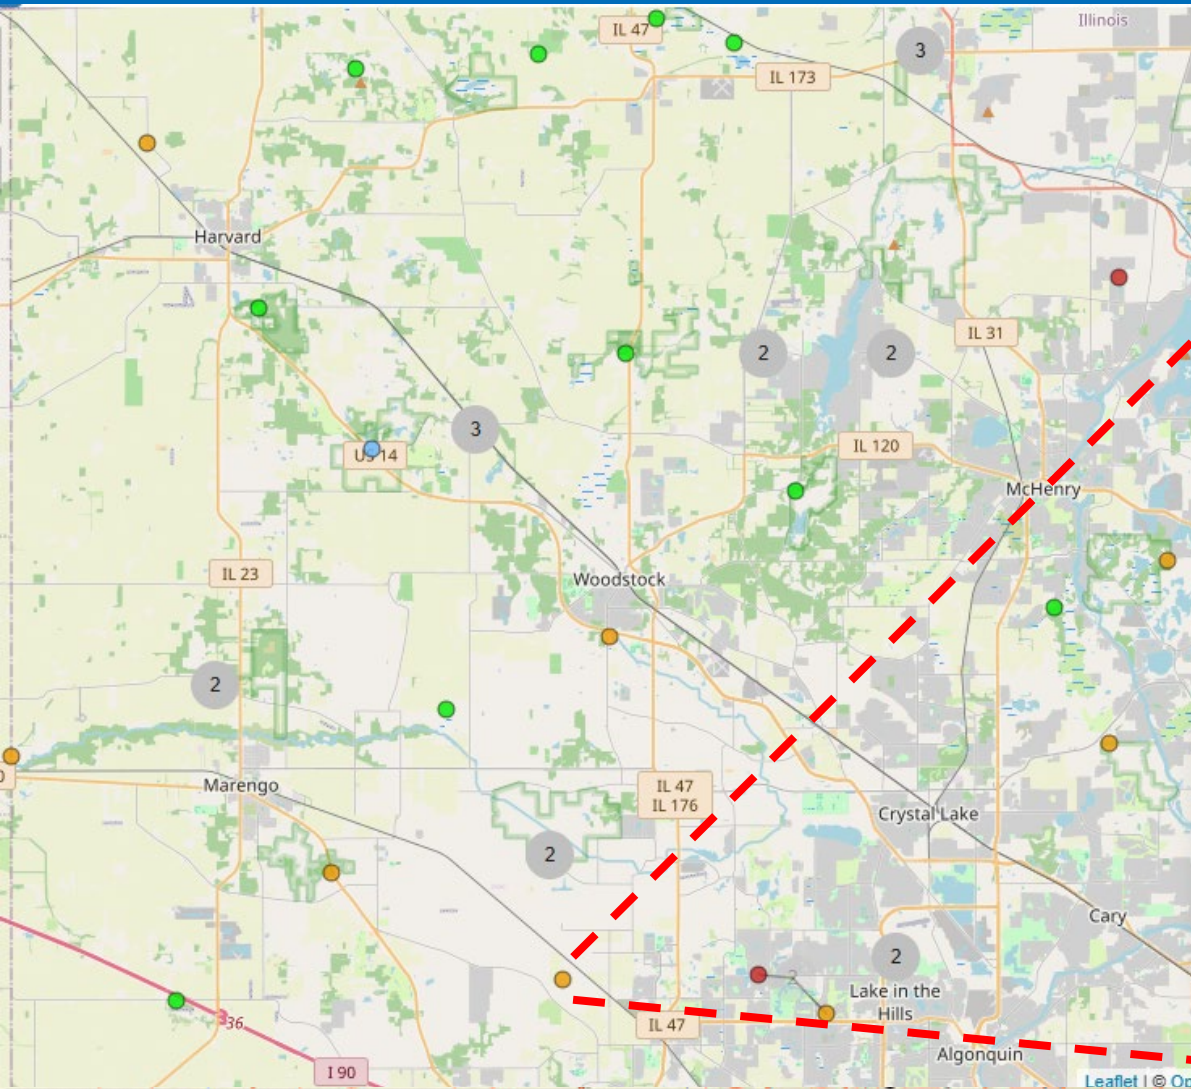 Illinois
IL 47
3
IL 173
Harvard
IL 31
2
2
3
US 14
IL 120
McHenry
IL 23
Woodstock
2
Marengo
IL 47
IL 176
Crystal Lake
2
Cary
2
2
Lake in the
Hills
36
IL 47
Algonquin
I 90
Leaflet | © Op